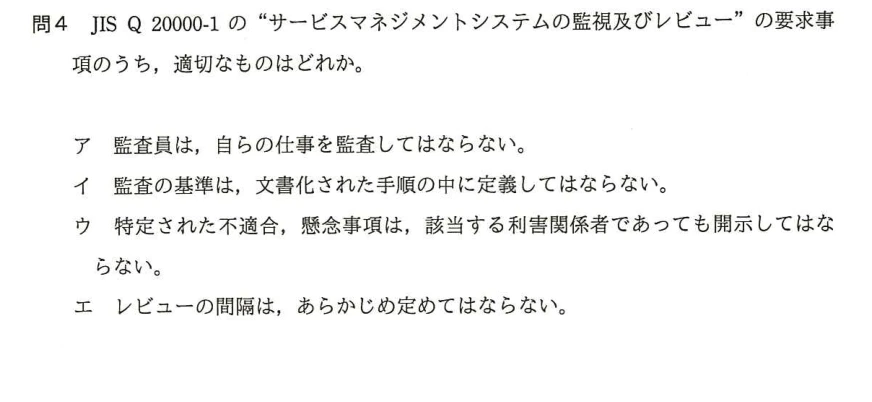 問4 JIS Q 20000-1 の“サービスマネジメントシステムの監視及びレビュー”の要求事
項のうち，適切なものはどれか。
ア 監査員は，自らの仕事を監査してはならない。
イ 監査の基準は，文書化された手順の中に定義してはならない。
ウ 特定された不適合，懸念事項は，該当する利害関係者であっても開示してはな
らない。
エ レビューの間隔は，あらかじめ定めてはならない。